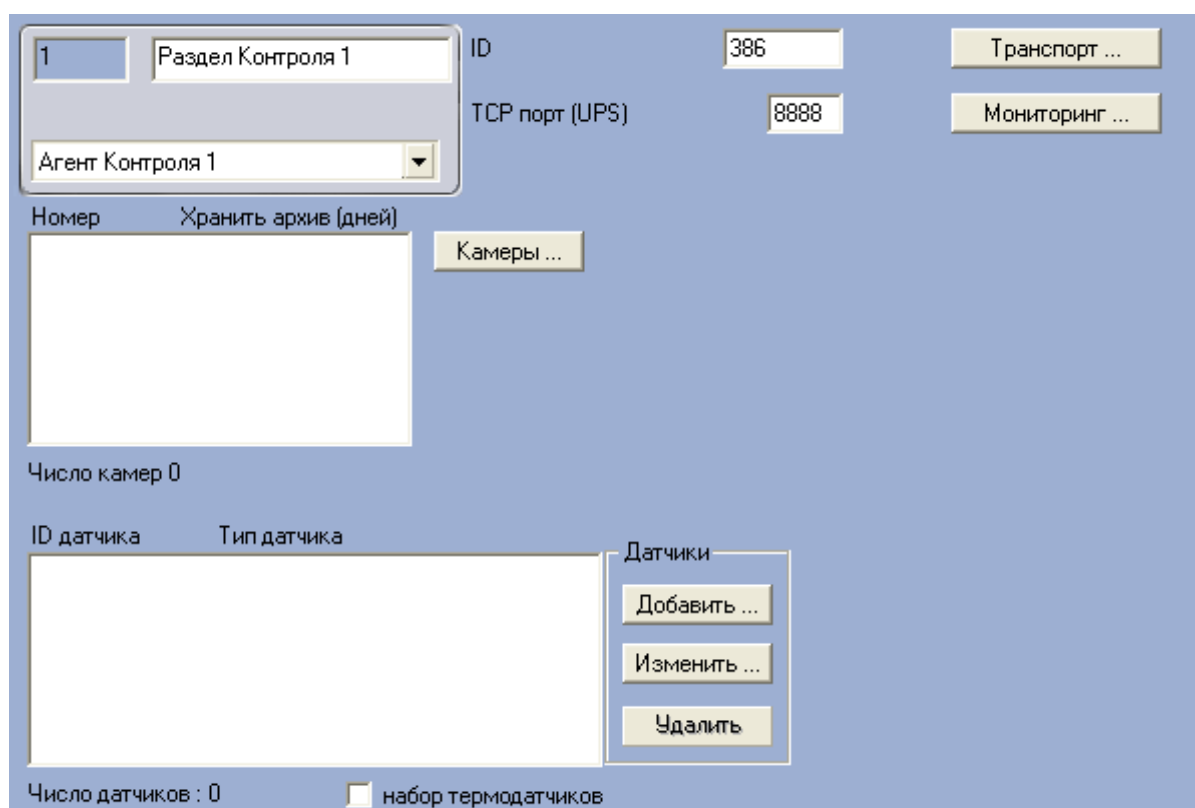 1 Раздел Контроля 1 ID 386 Транспорт ...
TCP порт (UPS) 8888 Мониторинг ...
Агент Контроля 1
Номер Хранить архив (дней)
Камеры ...
Число камер 0
ID датчика Тип датчика
Датчики
Добавить ...
Изменить ...
Удалить
Число датчиков : 0 набор термодатчиков